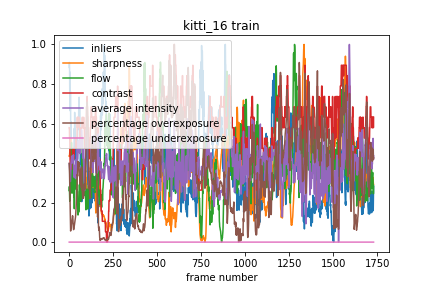 kitti_16 train
1.0
0.8
0.6
0.4
0.2
0.0
inliers
sharpness
flow
contrast
average intensity
percentage overexposure
percentage underexposure
0 250 500 750 1000 1250 1500 1750
frame number